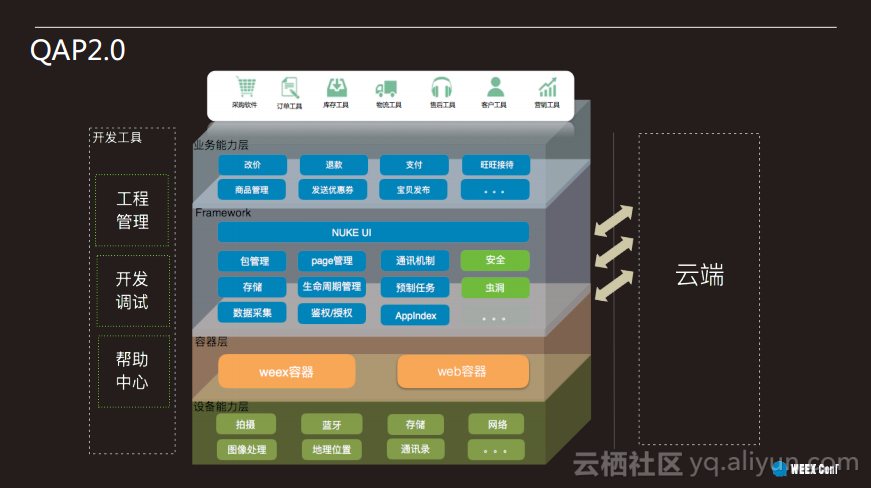 QAP2.0
采购软件
订单工具
库存工具
物流工具
售后工具
客户工具
营销工具
开发工具
工程
管理
开发
调试
帮助
中心
业务能力层
改价
退款
支付
旺旺接待
商品管理
发送优惠券
宝贝发布
...
Framework
NUKE UI
包管理
page管理
通讯机制
安全
存储
生命周期管理
预制任务
虫洞
数据采集
鉴权/授权
AppIndex
...
容器层
weex容器
web容器
设备能力层
拍摄
蓝牙
存储
网络
图像处理
地理位置
通讯录
...
云端
云栖社区 yq.aliyun.com
WEEX Conf